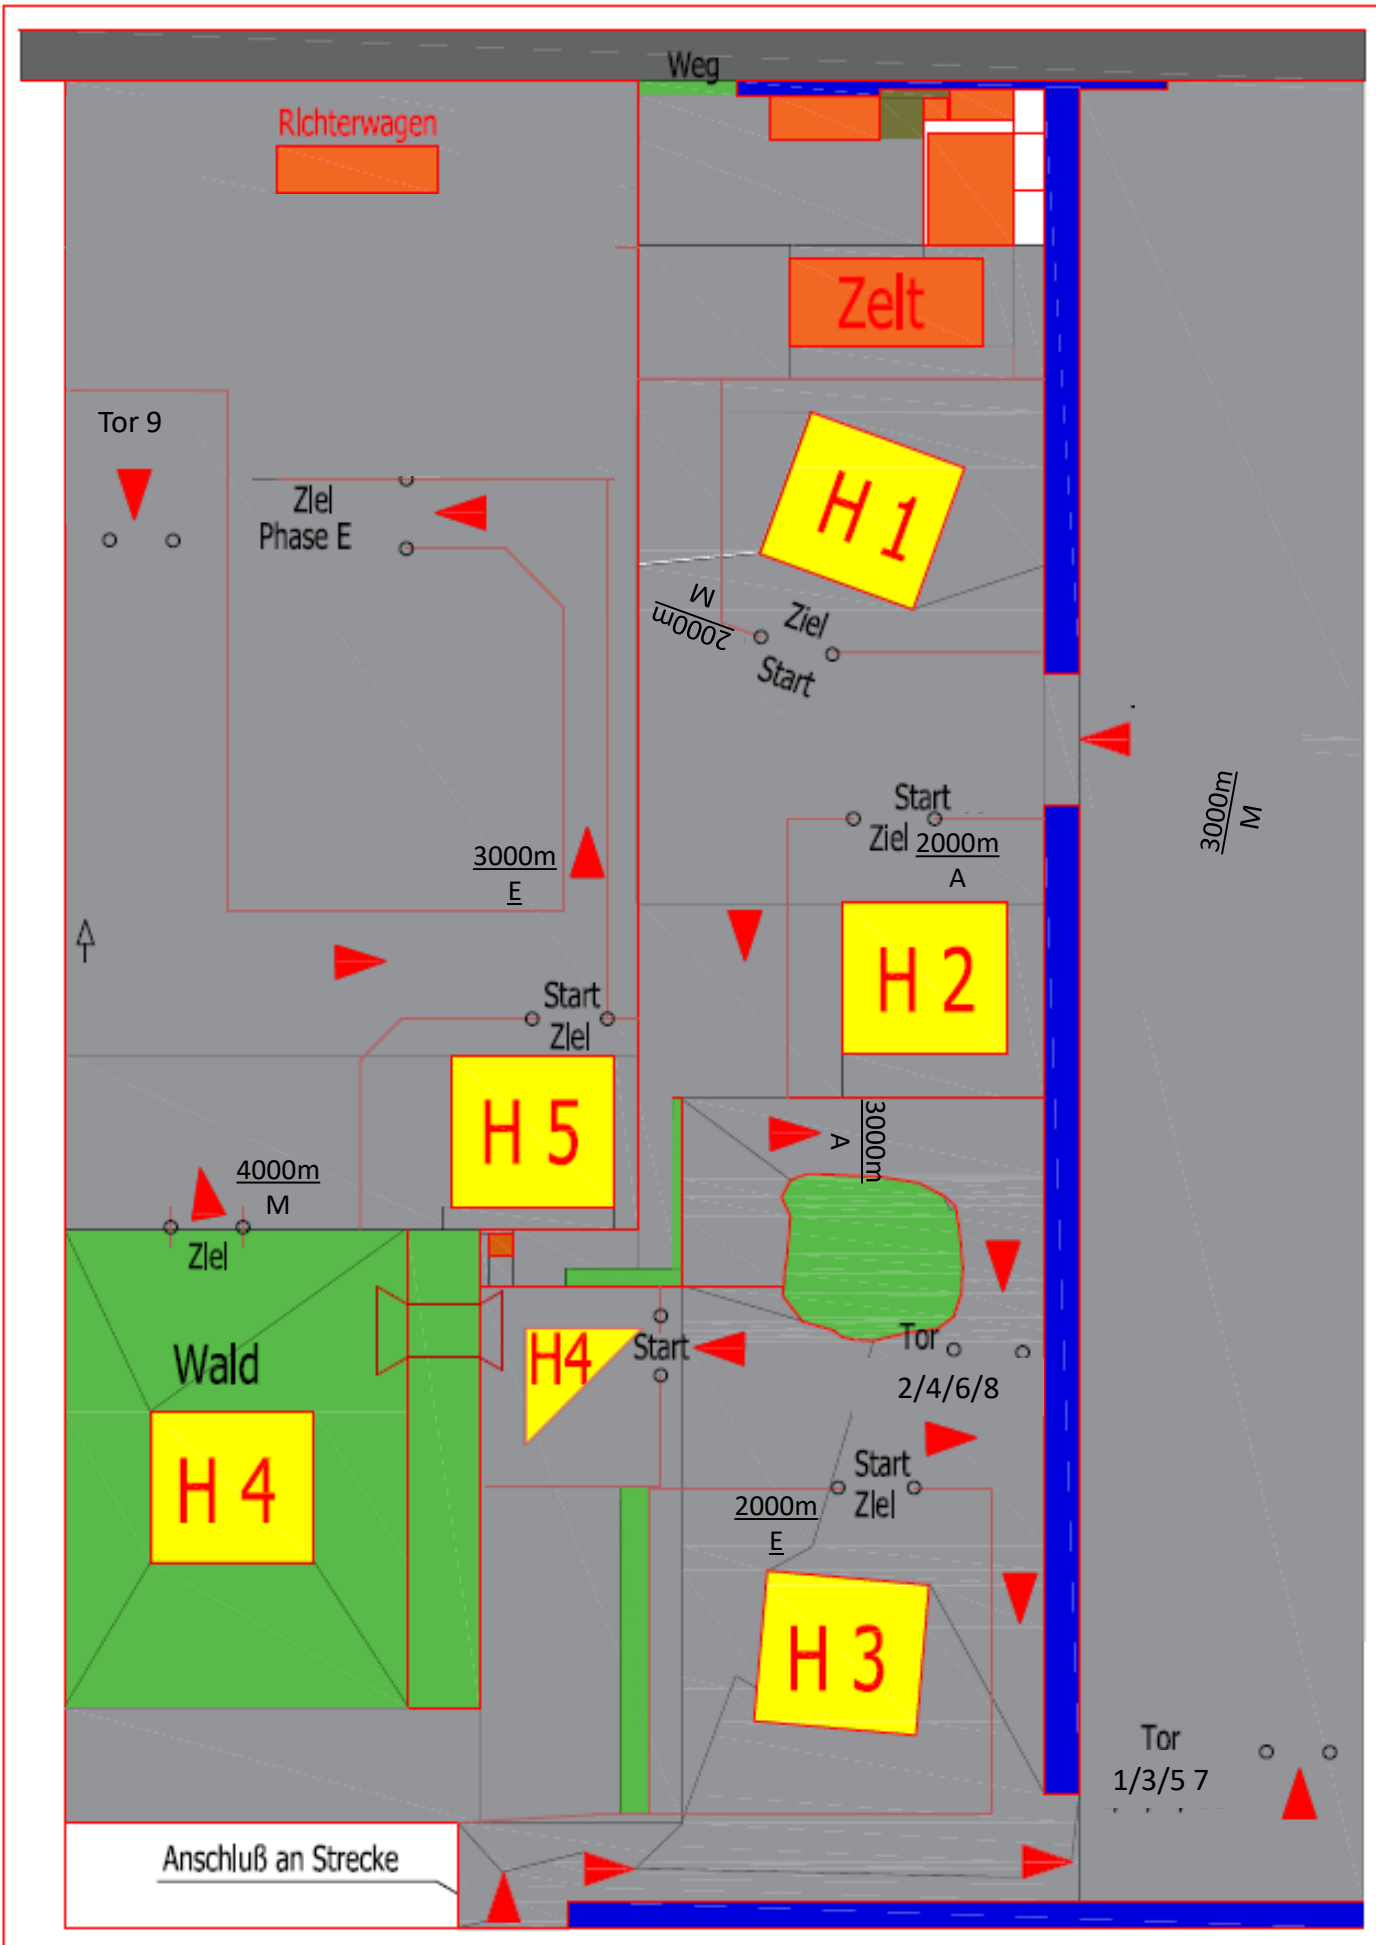 Weg
RIchterwagen
Zelt
Tor 9
ZIel
Phase E
H 1
2000m
M
Ziel
Start
3000m
M
Start
Ziel
2000m
A
3000m
E
H 2
Start
ZIel
H 5
3000m
A
4000m
M
ZIel
Wald
H4
Start
Tor
2/4/6/8
H 4
Start
ZIel
2000m
E
H 3
Tor
1/3/5 7
Anschluß an Strecke